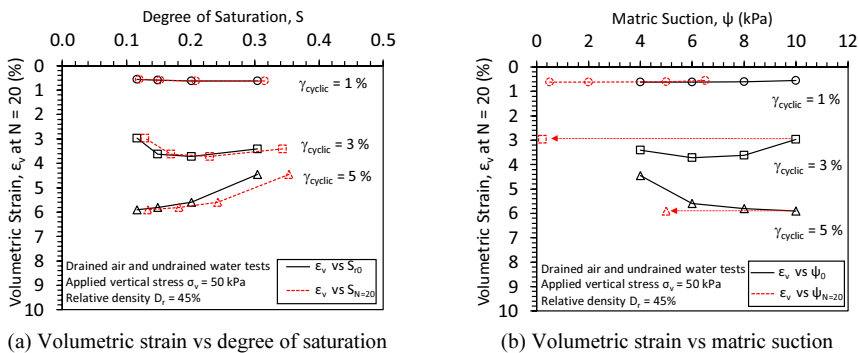 Degree of Saturation, S
0.0 0.1 0.2 0.3 0.4 0.5
Volumetric Strain, εv at N = 20 (%)
0
1
2
3
4
5
6
7
8
9
10
γcyclic = 1 %
γcyclic = 3 %
γcyclic = 5 %
Drained air and undrained water tests
Applied vertical stress σv = 50 kPa
Relative density Dr = 45%
εv vs Sr0
εv vs SN=20
(a) Volumetric strain vs degree of saturation
Matric Suction, ψ (kPa)
0 2 4 6 8 10 12
Volumetric Strain, εv at N = 20 (%)
0
1
2
3
4
5
6
7
8
9
10
γcyclic = 1 %
γcyclic = 3 %
γcyclic = 5 %
Drained air and undrained water tests
Applied vertical stress σv = 50 kPa
Relative density Dr = 45%
εv vs ψ0
εv vs ψN=20
(b) Volumetric strain vs matric suction